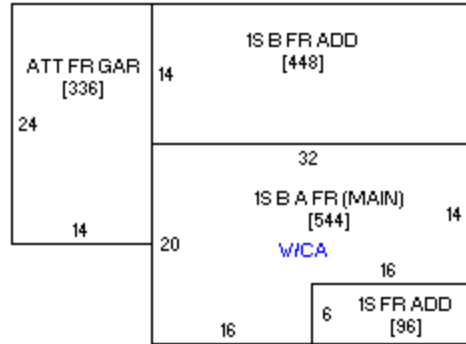 1S B FR ADD
[448]
ATT FR GAR
[336]
14
24
32
1S B A FR (MAIN)
[544]
14
W/CA
14
20
16
1S FR ADD
[96]
6
16